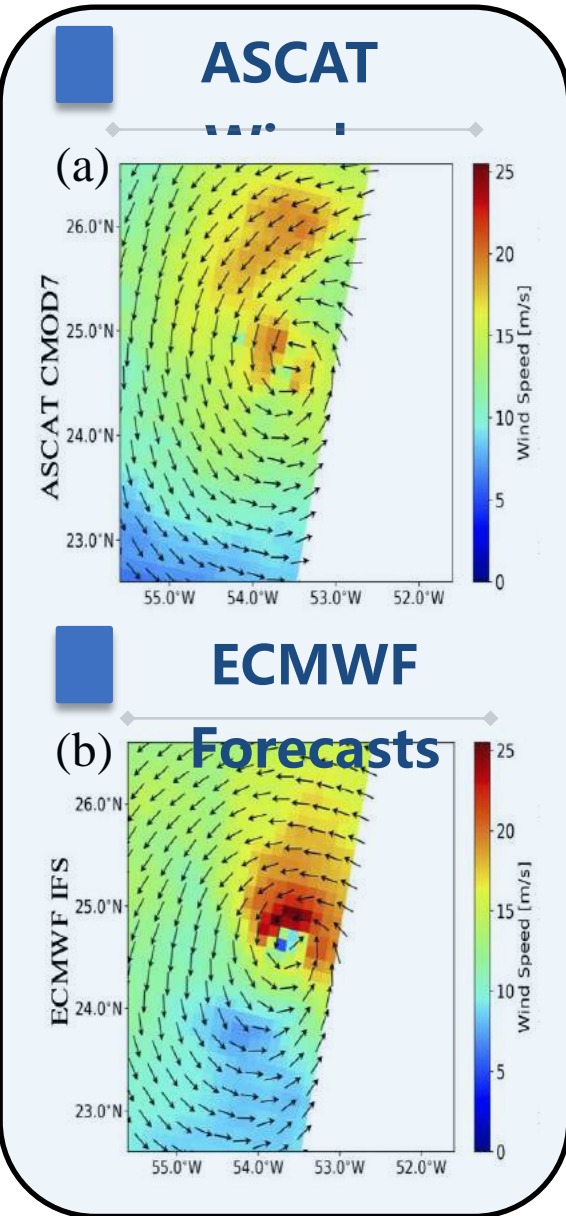 ASCAT
(a)
26.0°N
25.0°N
24.0°N
23.0°N
55.0°W 54.0°W 53.0°W 52.0°W
ASCAT CMOD7
25
20
15
10
5
0
Wind Speed [m/s]
ECMWF
Forecasts
(b)
26.0°N
25.0°N
24.0°N
23.0°N
55.0°W 54.0°W 53.0°W 52.0°W
ECMWF IFS
25
20
15
10
5
0
Wind Speed [m/s]